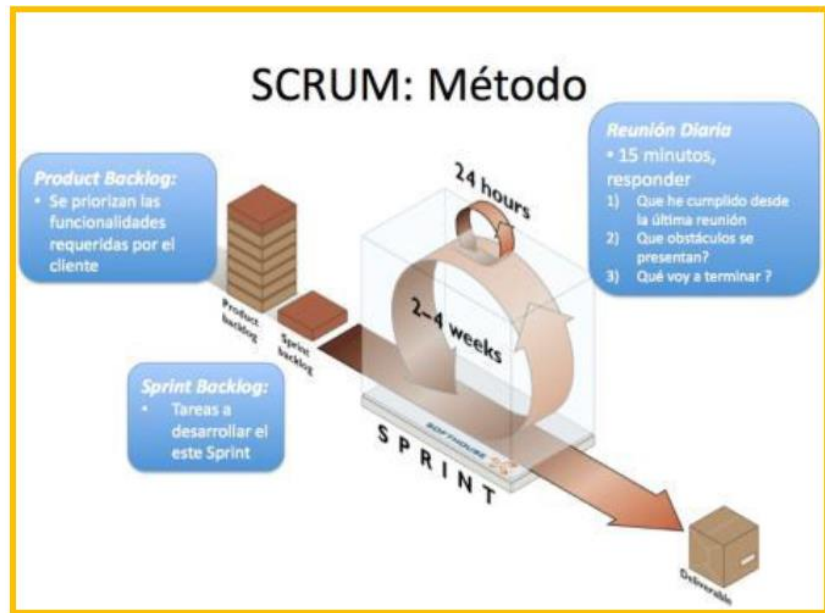 SCRUM: Método
Reunión Diaria
• 15 minutos,
responder
1) Que he cumplido desde
la última reunión
2) Que obstáculos se
presentan?
3) Qué voy a terminar ?
Product Backlog:
• Se priorizan las
funcionalidades
requeridas por el
cliente
24 hours
2-4 weeks
Product
backlog
Sprint
backlog
Sprint Backlog:
• Tareas a
desarrollar el
este Sprint
SOFTHOUSE
SPRINT
Deliverable